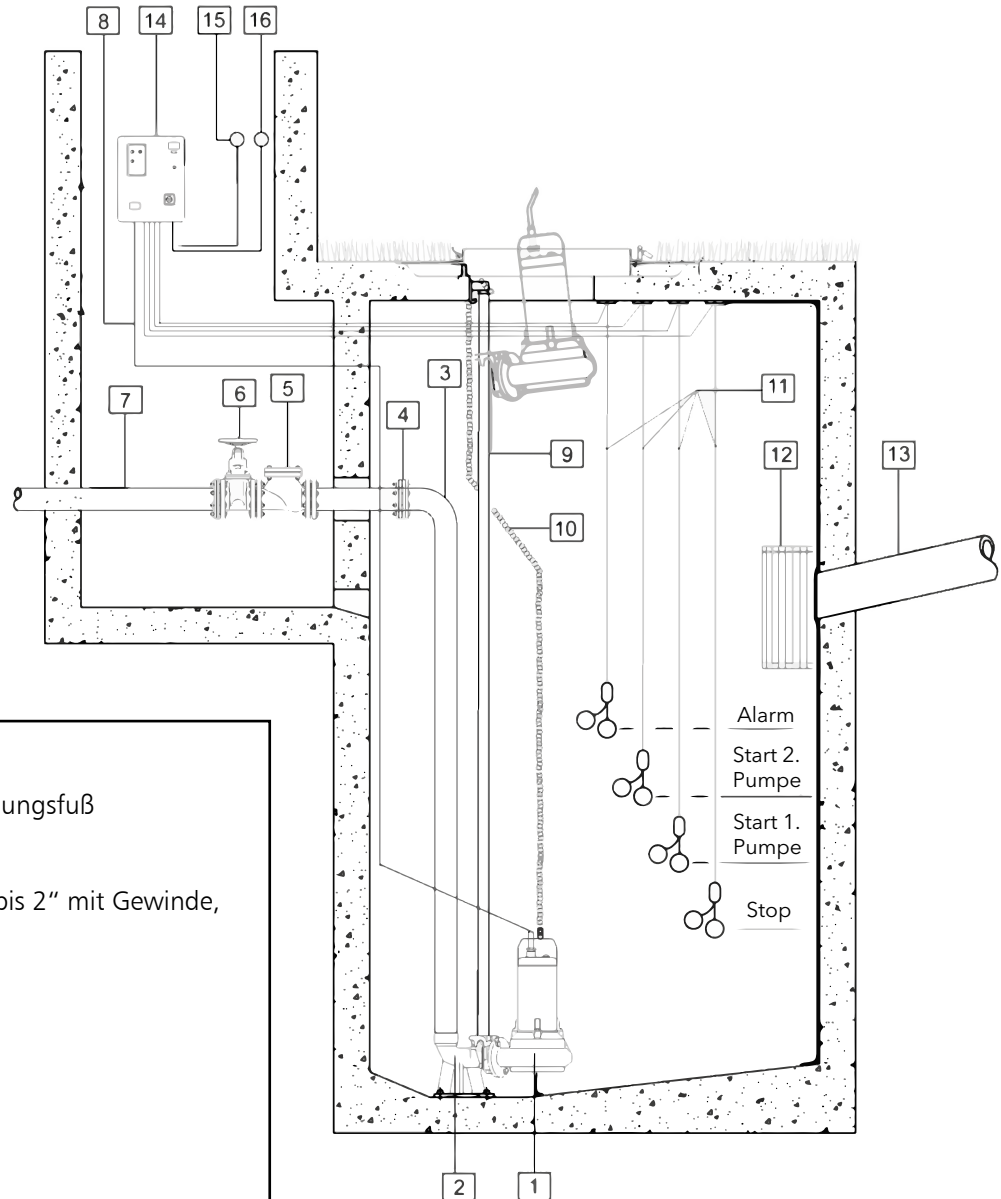 8 14 15 16
3
7 6 5 4 11
9 12 13
10
Alarm
Start 2.
Pumpe
Start 1.
Pumpe
Stop
ungsfuß
bis 2“ mit Gewinde,
2 1